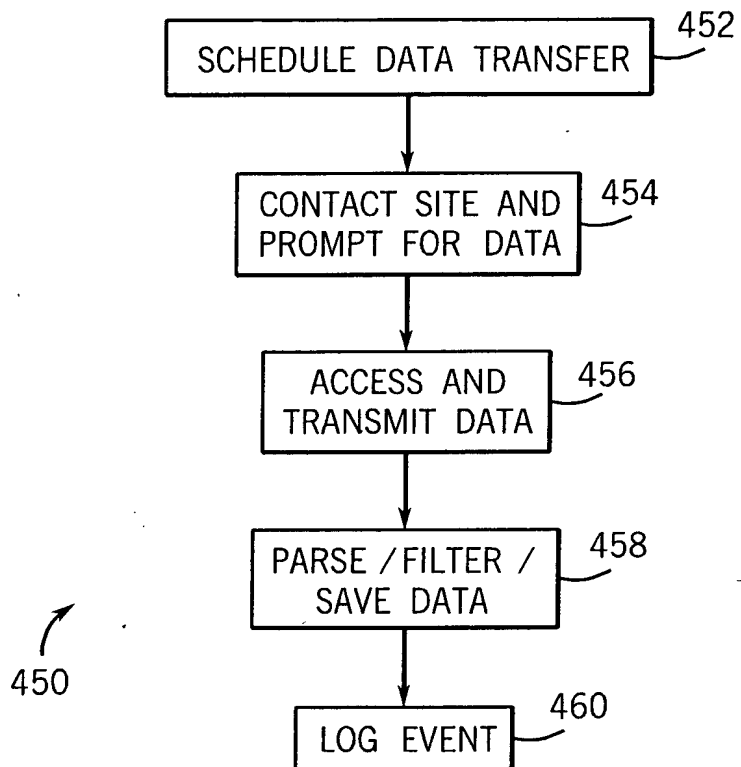 452
SCHEDULE DATA TRANSFER
454
CONTACT SITE AND
PROMPT FOR DATA
456
ACCESS AND
TRANSMIT DATA
458
PARSE / FILTER /
SAVE DATA
450
460
LOG EVENT